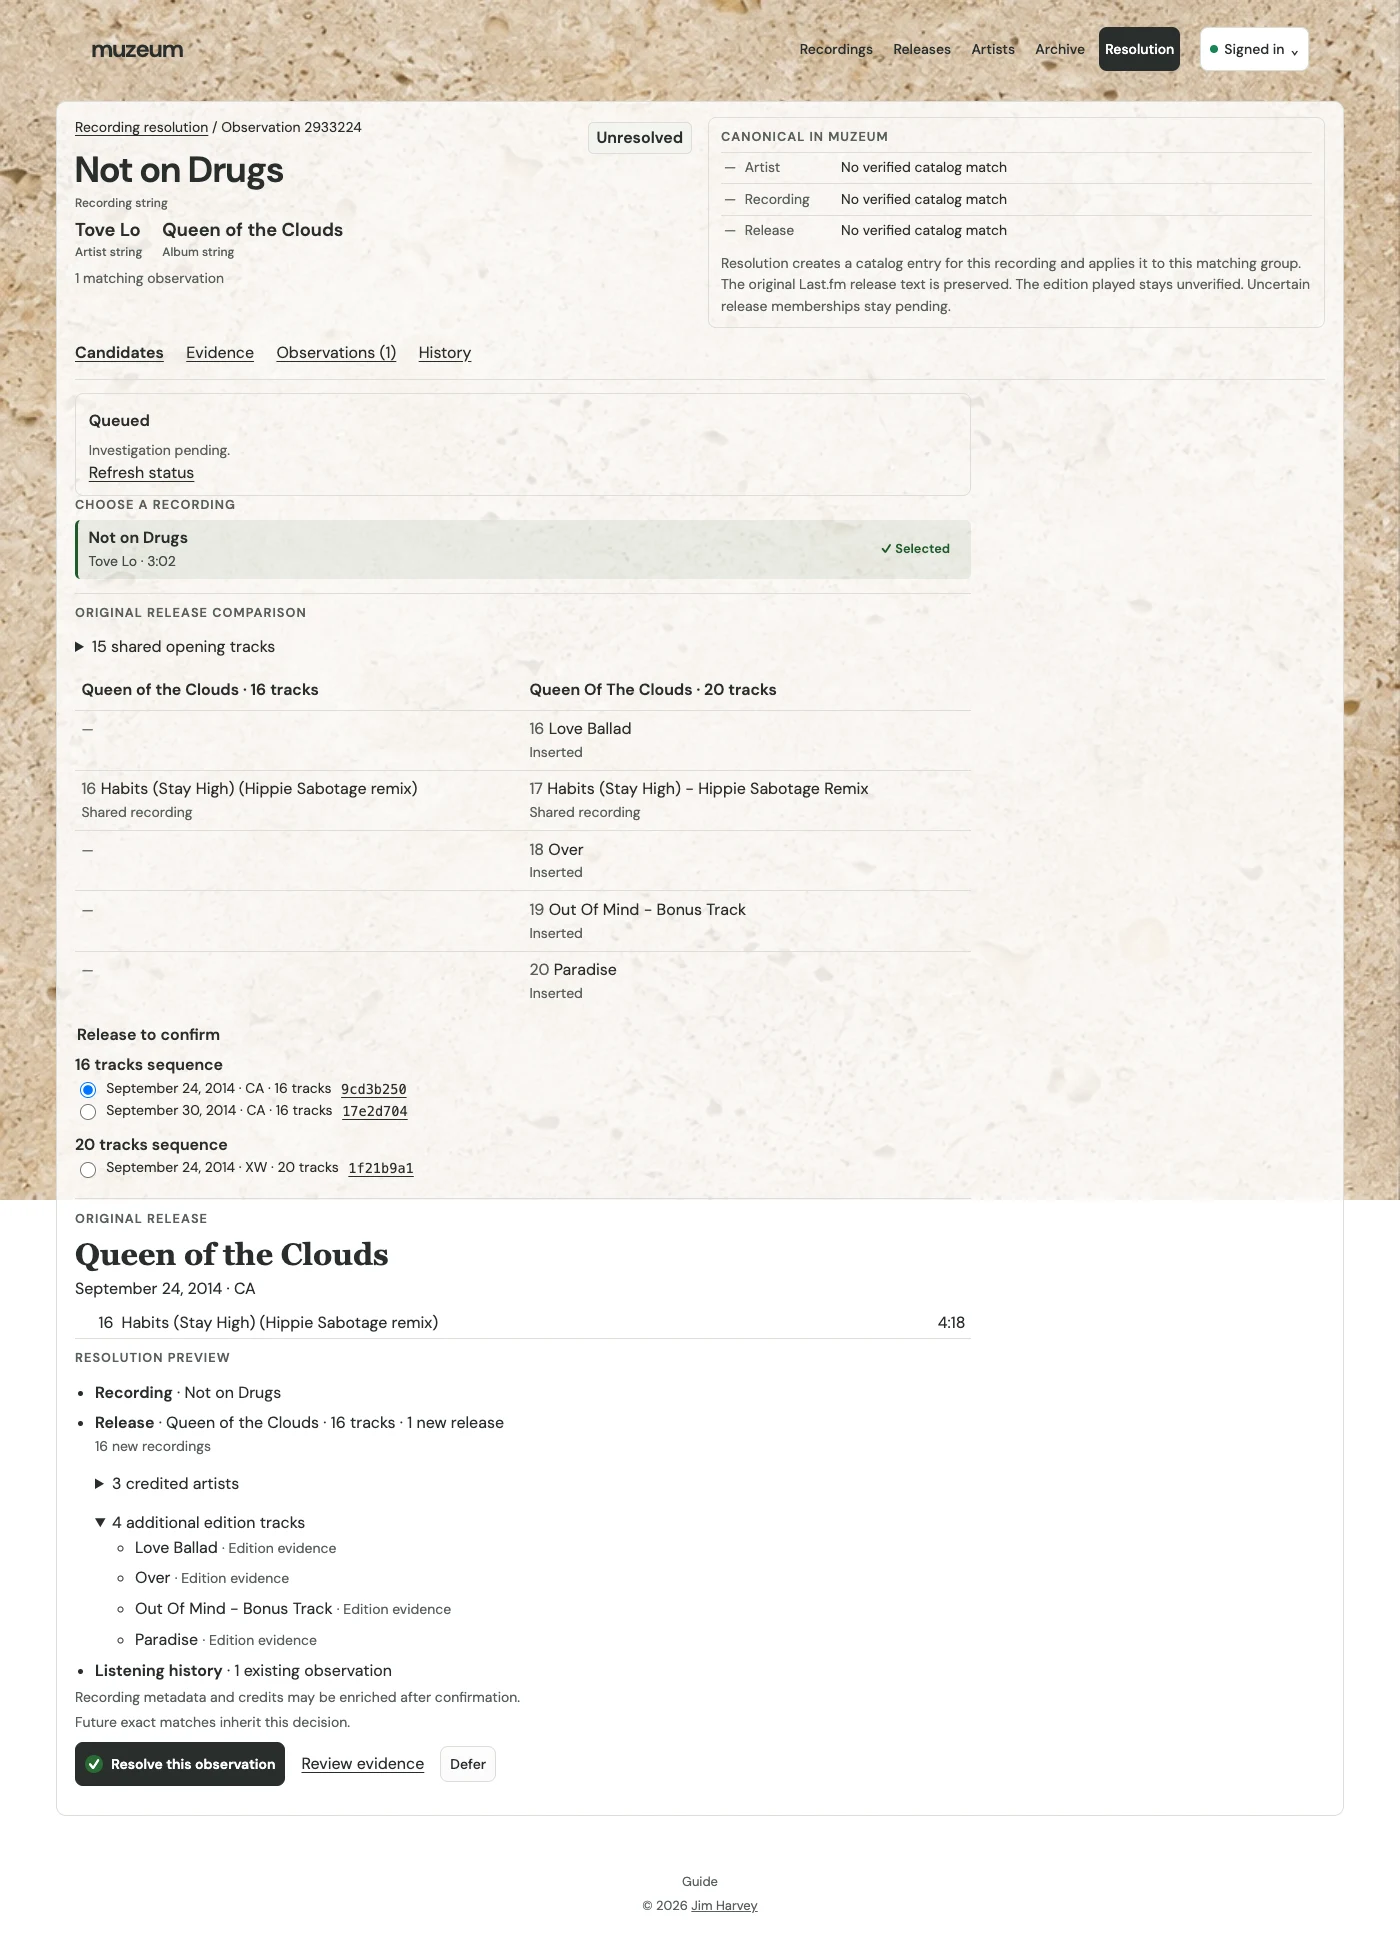 muzeum
Recordings Releases Artists Archive Resolution Signed in
Recording resolution / Observation 2933224
Unresolved
Not on Drugs
Recording string
Tove Lo Queen of the Clouds
Artist string Album string
1 matching observation
CANONICAL IN MUZEUM
— Artist No verified catalog match
— Recording No verified catalog match
— Release No verified catalog match
Resolution creates a catalog entry for this recording and applies it to this matching group.
The original Last.fm release text is preserved. The edition played stays unverified. Uncertain
release memberships stay pending.
Candidates Evidence Observations (1) History
Queued
Investigation pending.
Refresh status
CHOOSE A RECORDING
Not on Drugs
Tove Lo · 3:02
✓ Selected
ORIGINAL RELEASE COMPARISON
▶ 15 shared opening tracks
Queen of the Clouds · 16 tracks Queen Of The Clouds · 20 tracks
— 16 Love Ballad
Inserted
16 Habits (Stay High) (Hippie Sabotage remix) 17 Habits (Stay High) - Hippie Sabotage Remix
Shared recording Shared recording
— 18 Over
Inserted
— 19 Out Of Mind - Bonus Track
Inserted
— 20 Paradise
Inserted
Release to confirm
16 tracks sequence
September 24, 2014 · CA · 16 tracks 9cd3b250
September 30, 2014 · CA · 16 tracks 17e2d704
20 tracks sequence
September 24, 2014 · XW · 20 tracks 1f21b9a1
ORIGINAL RELEASE
Queen of the Clouds
September 24, 2014 · CA
16 Habits (Stay High) (Hippie Sabotage remix) 4:18
RESOLUTION PREVIEW
• Recording · Not on Drugs
• Release · Queen of the Clouds · 16 tracks · 1 new release
16 new recordings
▶ 3 credited artists
▼ 4 additional edition tracks
◦ Love Ballad · Edition evidence
◦ Over · Edition evidence
◦ Out Of Mind - Bonus Track · Edition evidence
◦ Paradise · Edition evidence
• Listening history · 1 existing observation
Recording metadata and credits may be enriched after confirmation.
Future exact matches inherit this decision.
Resolve this observation Review evidence Defer
Guide
© 2026 Jim Harvey